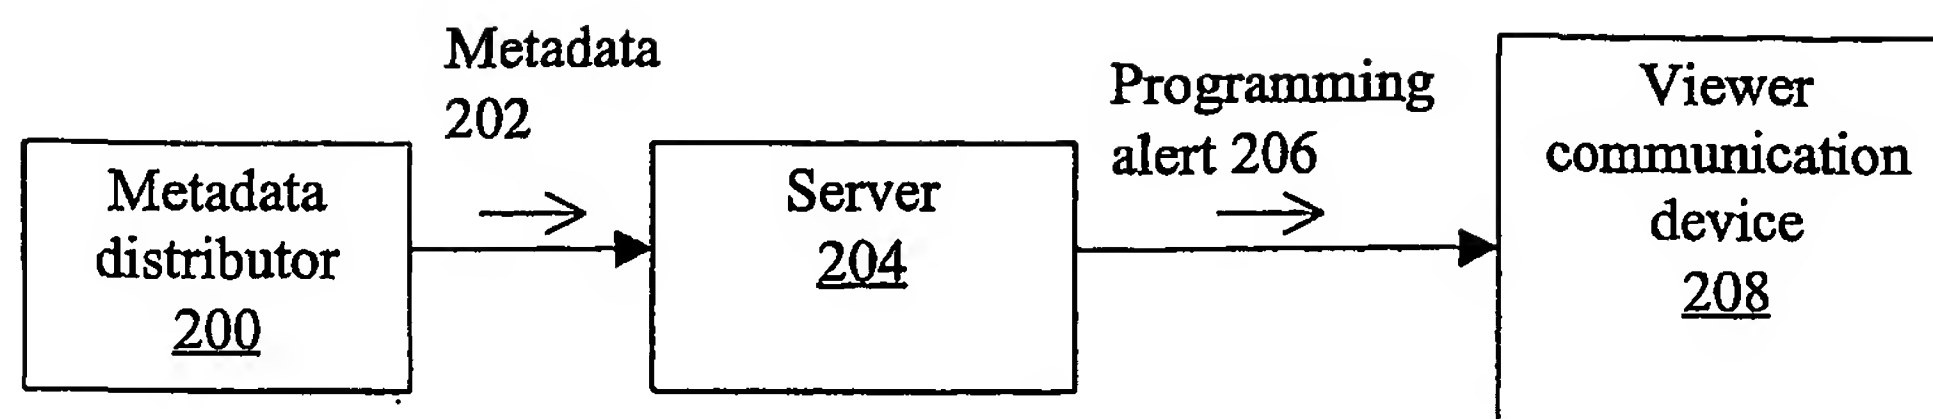 Metadata
distributor
200
Metadata
202
Server
204
Programming
alert 206
Viewer
communication
device
208